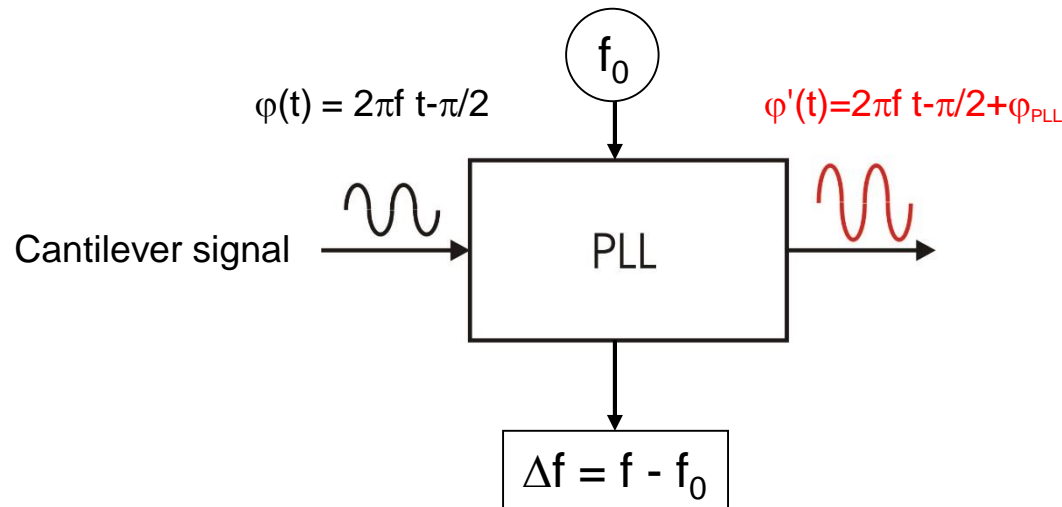 f₀
φ(t) = 2πf t-π/2
φ'(t)=2πf t-π/2+φPLL
Cantilever signal
PLL
Δf = f - f₀